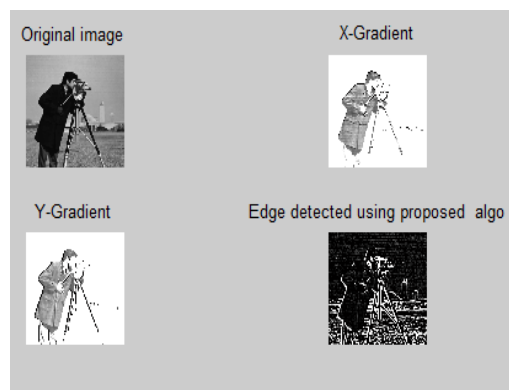 Original image
X-Gradient
Y-Gradient
Edge detected using proposed algo